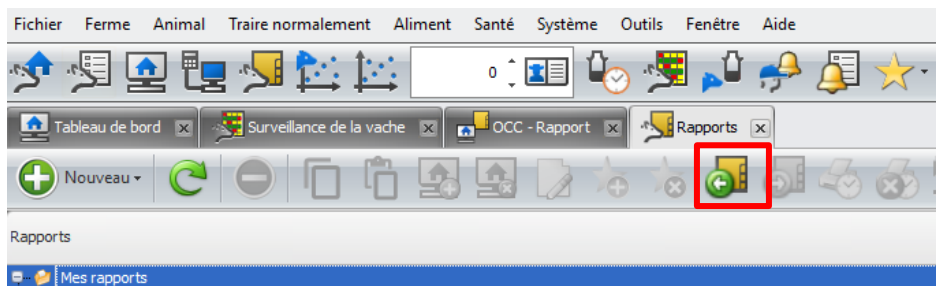 Fichier Ferme Animal Traire normalement Aliment Santé Système Outils Fenêtre Aide
0
Tableau de bord Surveillance de la vache OCC - Rapport Rapports
Nouveau
Rapports
Mes rapports